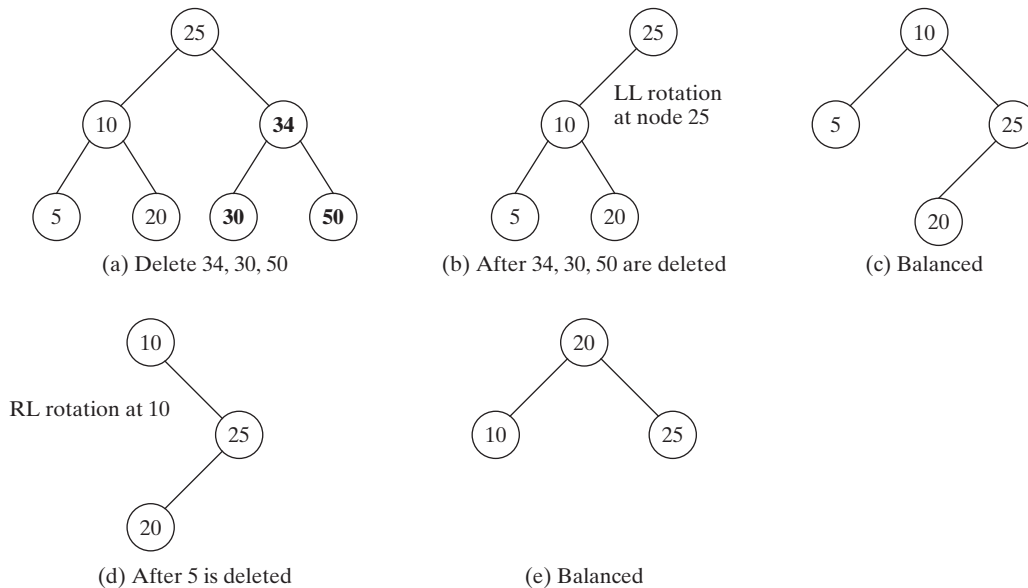 25
10
34
5
20
30
50
(a) Delete 34, 30, 50
25
LL rotation
at node 25
10
5
20
(b) After 34, 30, 50 are deleted
10
5
25
20
(c) Balanced
10
RL rotation at 10
25
20
(d) After 5 is deleted
20
10
25
(e) Balanced